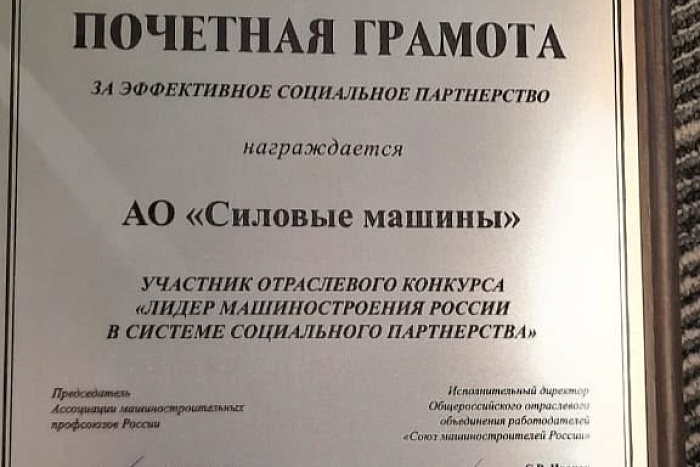 ПОЧЕТНАЯ ГРАМОТА
ЗА ЭФФЕКТИВНОЕ СОЦИАЛЬНОЕ ПАРТНЕРСТВО
награждается
АО «Силовые машины»
УЧАСТНИК ОТРАСЛЕВОГО КОНКУРСА
«ЛИДЕР МАШИНОСТРОЕНИЯ РОССИИ
В СИСТЕМЕ СОЦИАЛЬНОГО ПАРТНЕРСТВА»
Председатель
Ассоциации машиностроительных
профсоюзов России
Исполнительный директор
Общероссийского отраслевого
объединения работодателей
«Союз машиностроителей России»